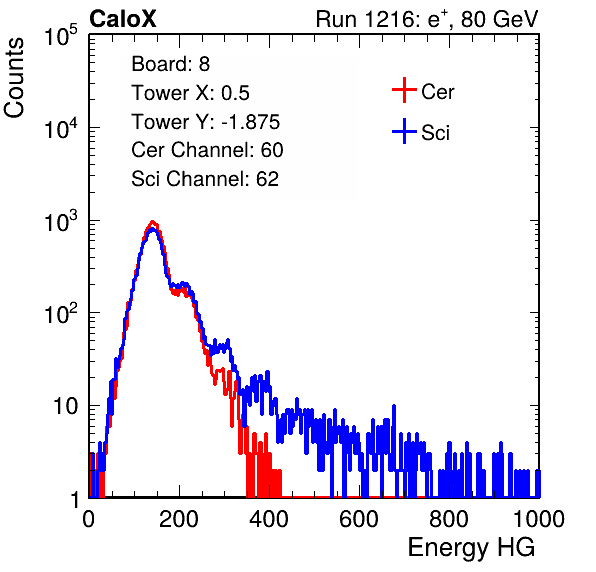 CaloX Run 1216: e+, 80 GeV
Counts
Board: 8
Tower X: 0.5
Tower Y: -1.875
Cer Channel: 60
Sci Channel: 62
Cer
Sci
10^5
10^4
10^3
10^2
10
1
0 200 400 600 800 1000
Energy HG